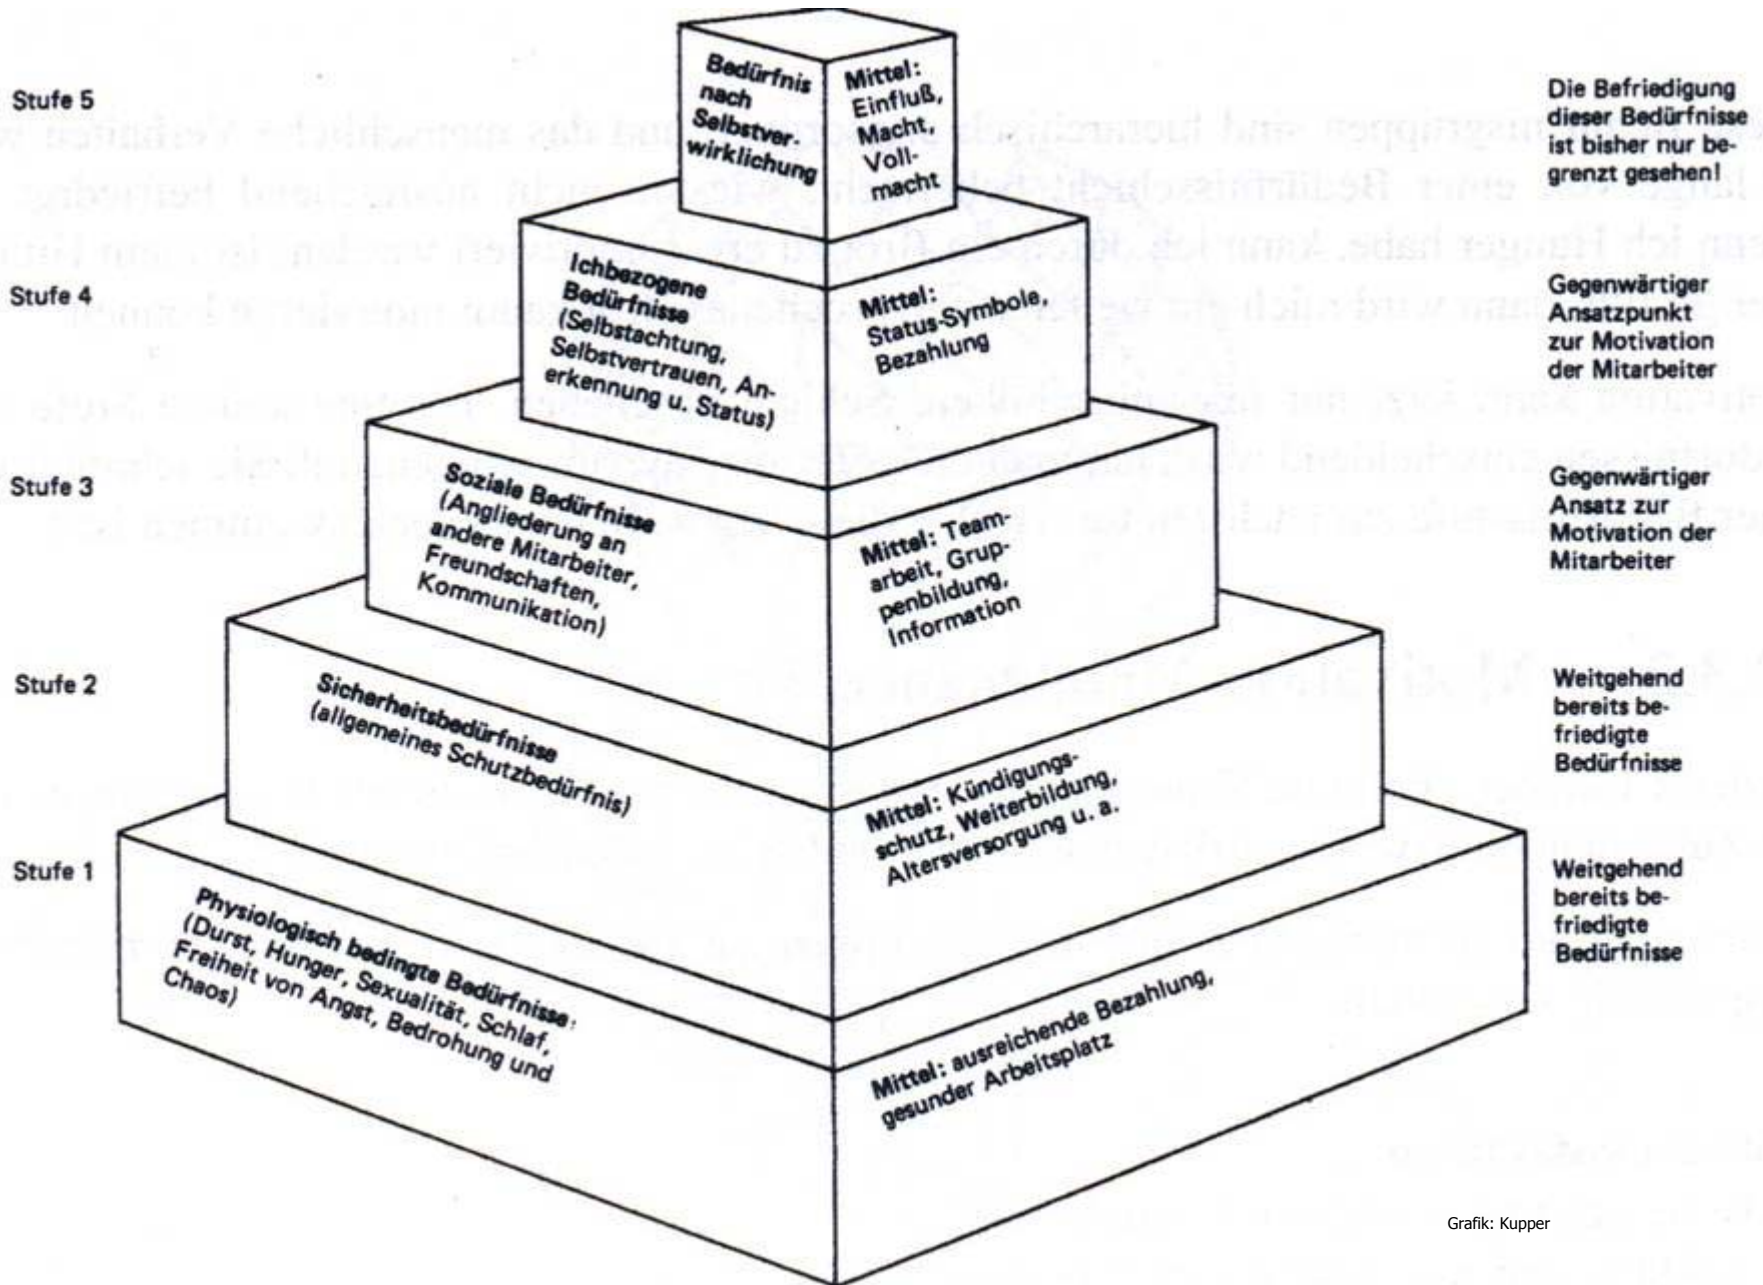 Stufe 5
Bedürfnis
nach
Selbstver-
wirklichung
Mittel:
Einfluß,
Macht,
Voll-
macht
Die Befriedigung
dieser Bedürfnisse
ist bisher nur be-
grenzt gesehen!
Stufe 4
Ichbezogene
Bedürfnisse
(Selbstachtung,
Selbstvertrauen, An-
erkennung u. Status)
Mittel:
Status-Symbole,
Bezahlung
Gegenwärtiger
Ansatzpunkt
zur Motivation
der Mitarbeiter
Stufe 3
Soziale Bedürfnisse
(Angliederung an
andere Mitarbeiter,
Freundschaften,
Kommunikation)
Mittel: Team-
arbeit, Grup-
penbildung,
Information
Gegenwärtiger
Ansatz zur
Motivation der
Mitarbeiter
Stufe 2
Sicherheitsbedürfnisse
(allgemeines Schutzbedürfnis)
Mittel: Kündigungs-
schutz, Weiterbildung,
Altersversorgung u. a.
Weitgehend
bereits be-
friedigte
Bedürfnisse
Stufe 1
Physiologisch bedingte Bedürfnisse:
(Durst, Hunger, Sexualität, Schlaf,
Freiheit von Angst, Bedrohung und
Chaos)
Mittel: ausreichende Bezahlung,
gesunder Arbeitsplatz
Weitgehend
bereits be-
friedigte
Bedürfnisse
Grafik: Kupper